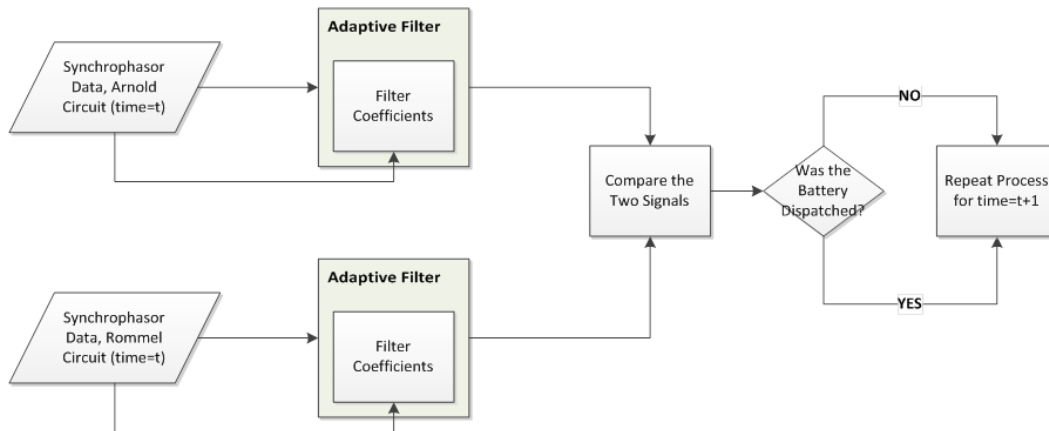 Adaptive Filter
Synchrophasor
Data, Arnold
Circuit (time=t)
Filter
Coefficients
NO
Compare the
Two Signals
Was the
Battery
Dispatched?
Repeat Process
for time=t+1
Adaptive Filter
Synchrophasor
Data, Rommel
Circuit (time=t)
Filter
Coefficients
YES